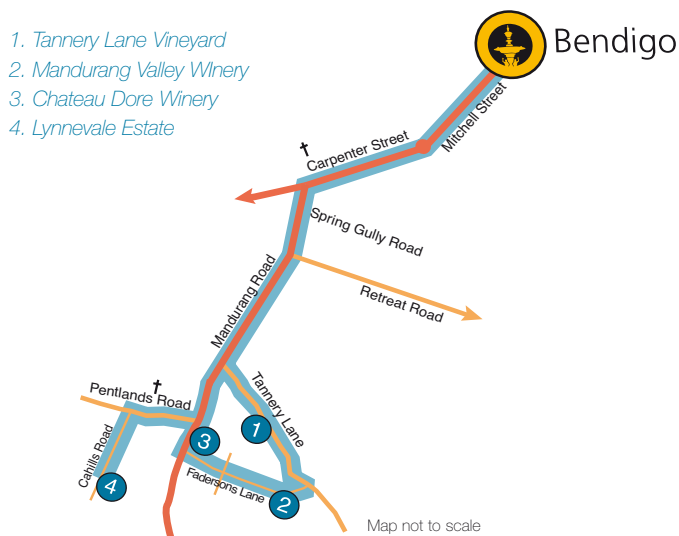 1. Tannery Lane Vineyard
2. Mandurang Valley WInery
3. Chateau Dore Winery
4. Lynnevale Estate
Bendigo
Mitchell Street
Carpenter Street
Spring Gully Road
Retreat Road
Mandurang Road
Tannery Lane
Pentlands Road
Cahills Road
Fadersons Lane
1
3
4
2
Map not to scale